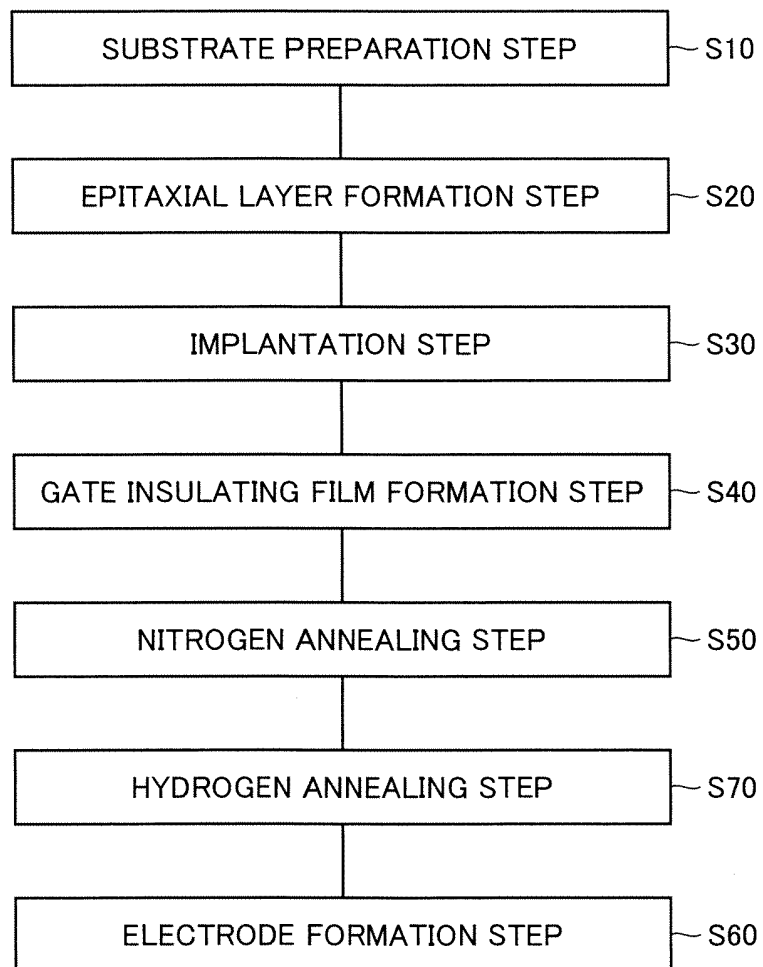 SUBSTRATE PREPARATION STEP S10
EPITAXIAL LAYER FORMATION STEP S20
IMPLANTATION STEP S30
GATE INSULATING FILM FORMATION STEP S40
NITROGEN ANNEALING STEP S50
HYDROGEN ANNEALING STEP S70
ELECTRODE FORMATION STEP S60